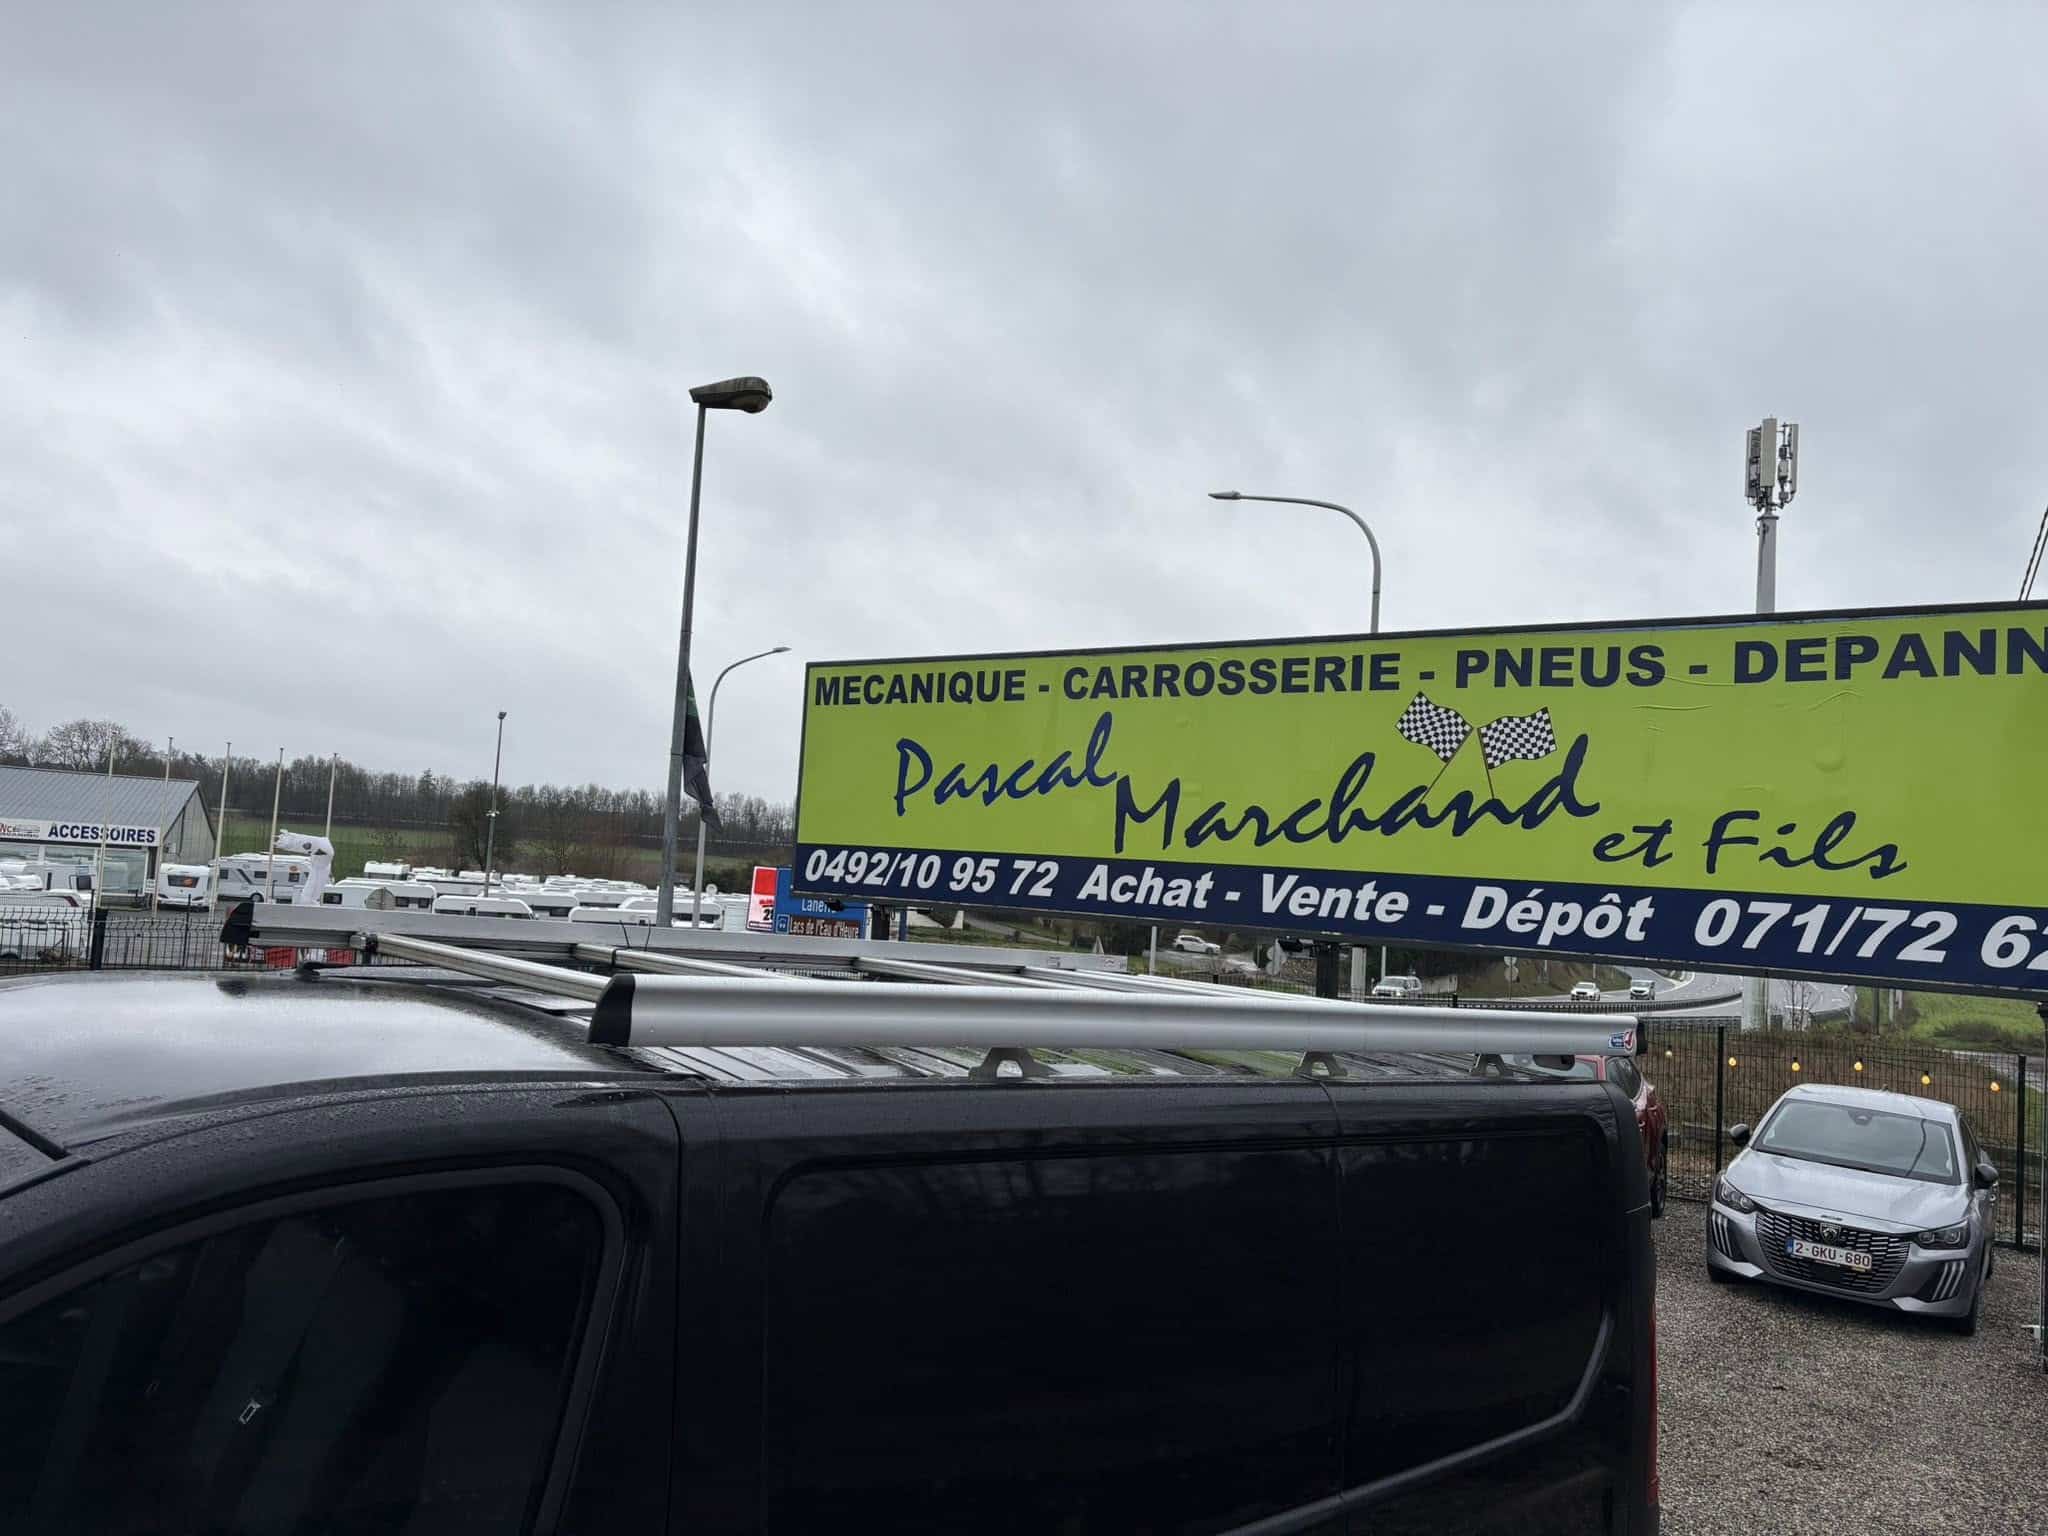 MECANIQUE - CARROSSERIE - PNEUS - DEPANN
Pascal Marchand et Fils
0492/10 95 72 Achat - Vente - Dépôt 071/72 62
ACCESSOIRES
Lacs de l'Eau d'Heure
2-GKU-680